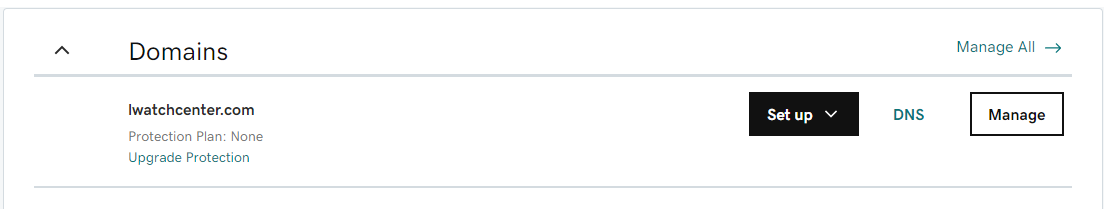 Domains
Manage All →
lwatchcenter.com
Set up
DNS
Manage
Protection Plan: None
Upgrade Protection